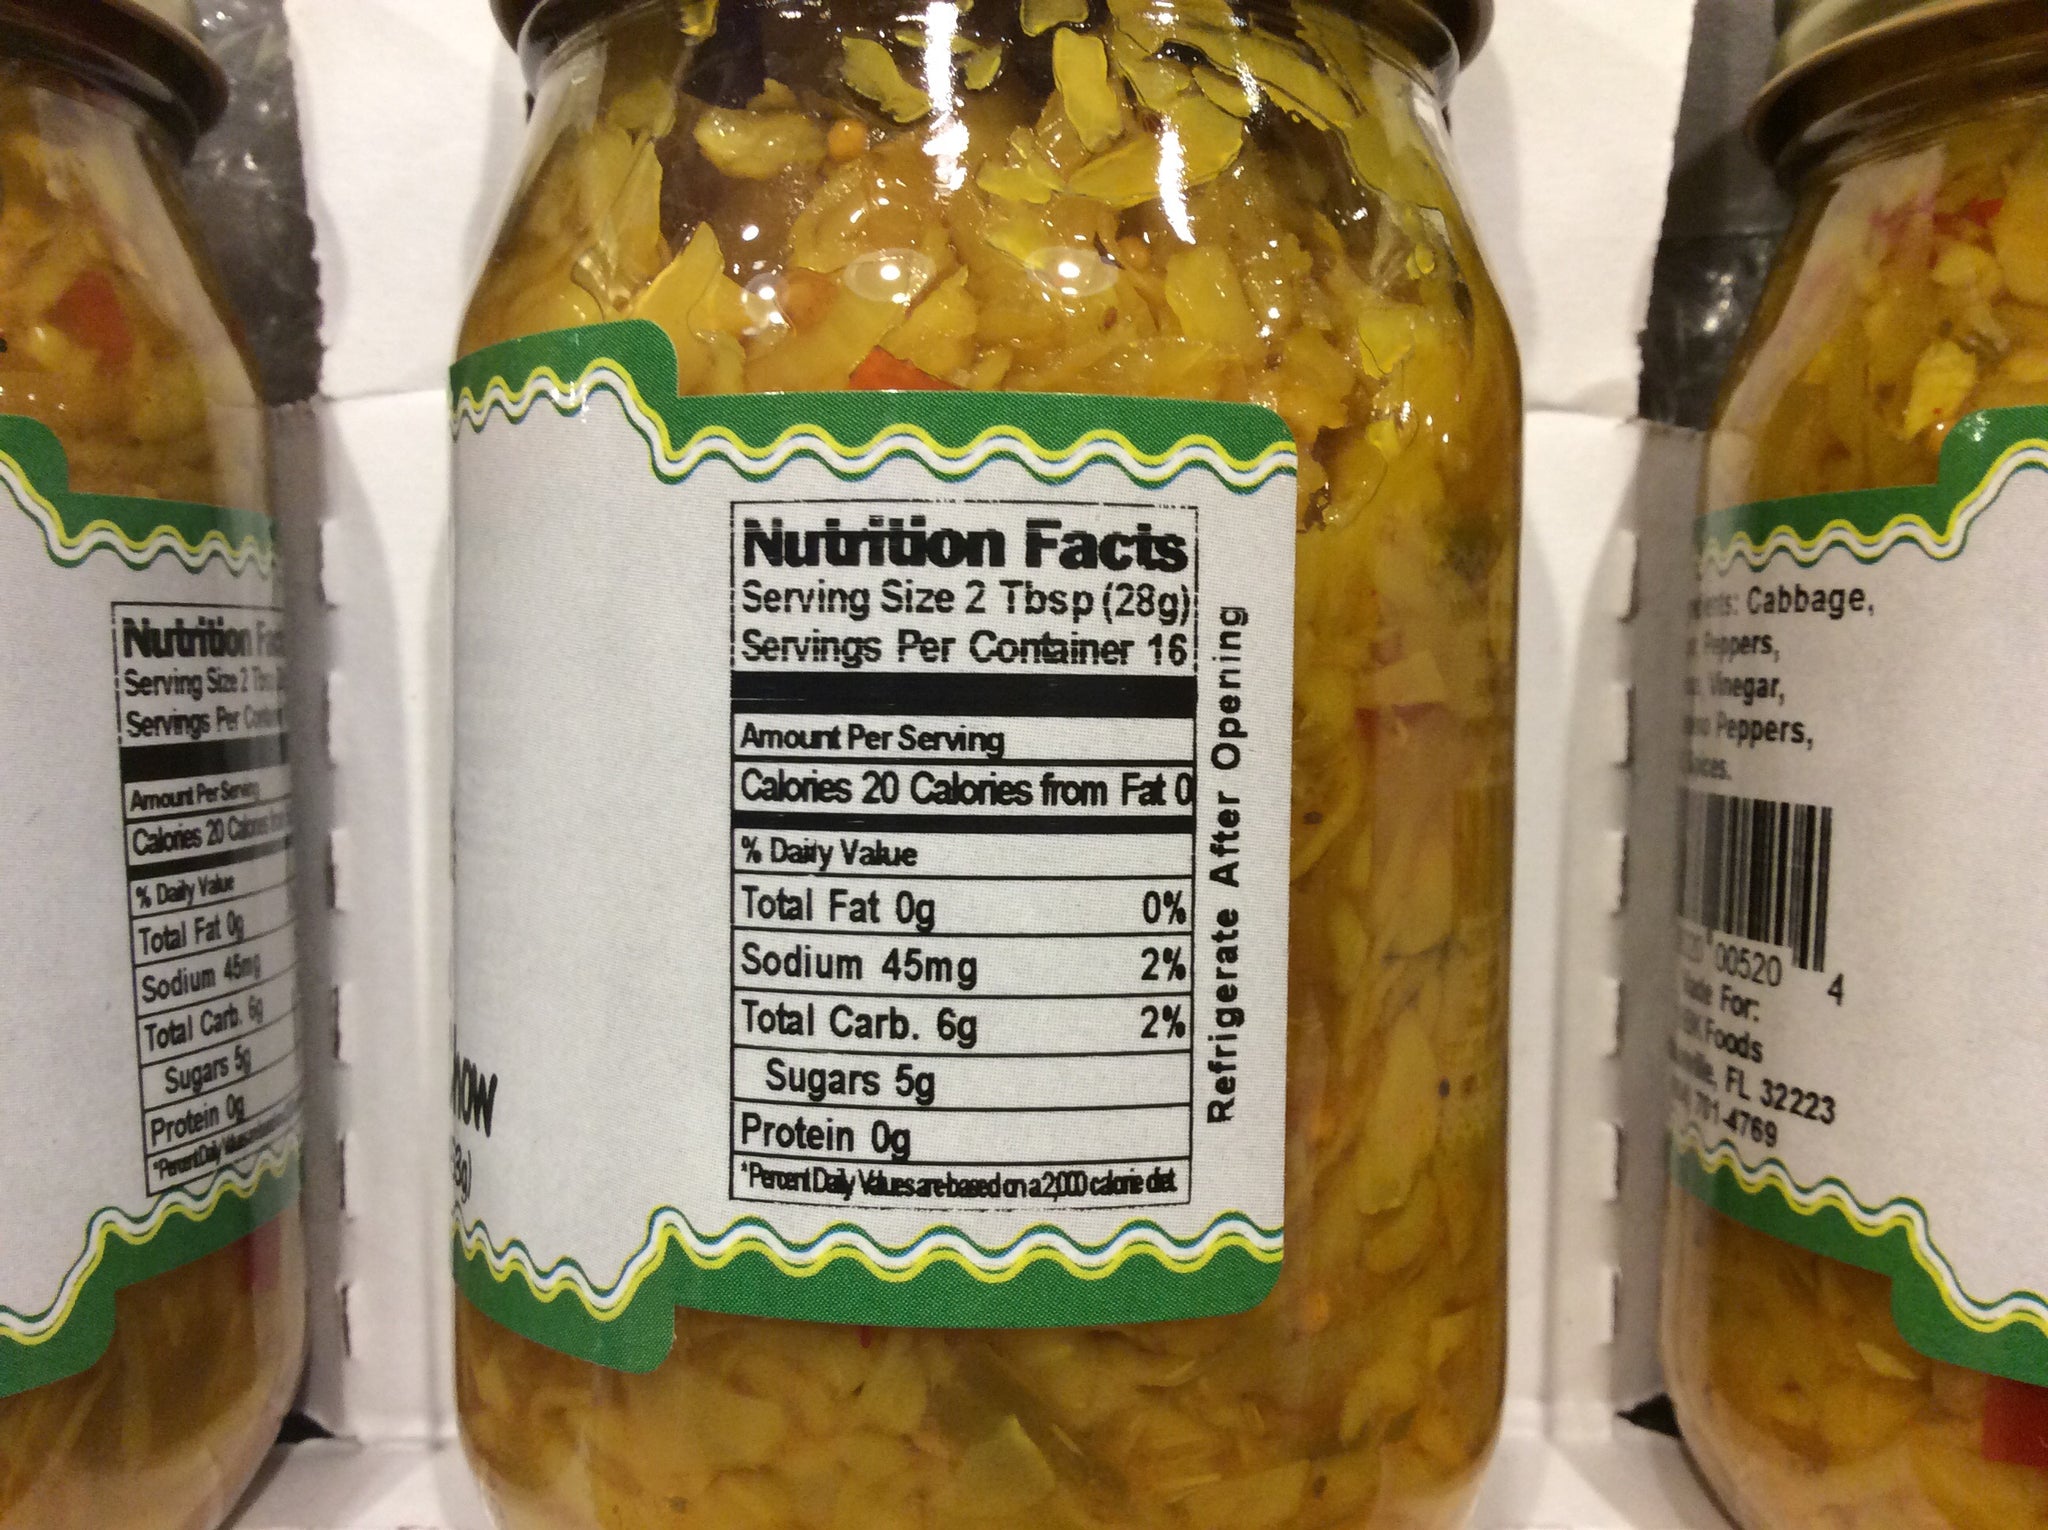 Nutrition
Serving Size 2
Servings Per
Amount Per Serving
Calories 20
% Daily Value
Total Fat 0g
Sodium 45mg
Total Carb. 6g
Sugars 5g
Protein 0g
*Percent Daily
Nutrition Facts
Serving Size 2 Tbsp (28g)
Servings Per Container 16
Amount Per Serving
Calories 20 Calories from Fat 0
% Daily Value
Total Fat 0g 0%
Sodium 45mg 2%
Total Carb. 6g 2%
Sugars 5g
Protein 0g
*Percent Daily Values are based on a 2,000 calorie diet.
Refrigerate After Opening
Cabbage,
Peppers,
Vinegar,
Peppers,
00520 4
For:
Foods
FL 32223